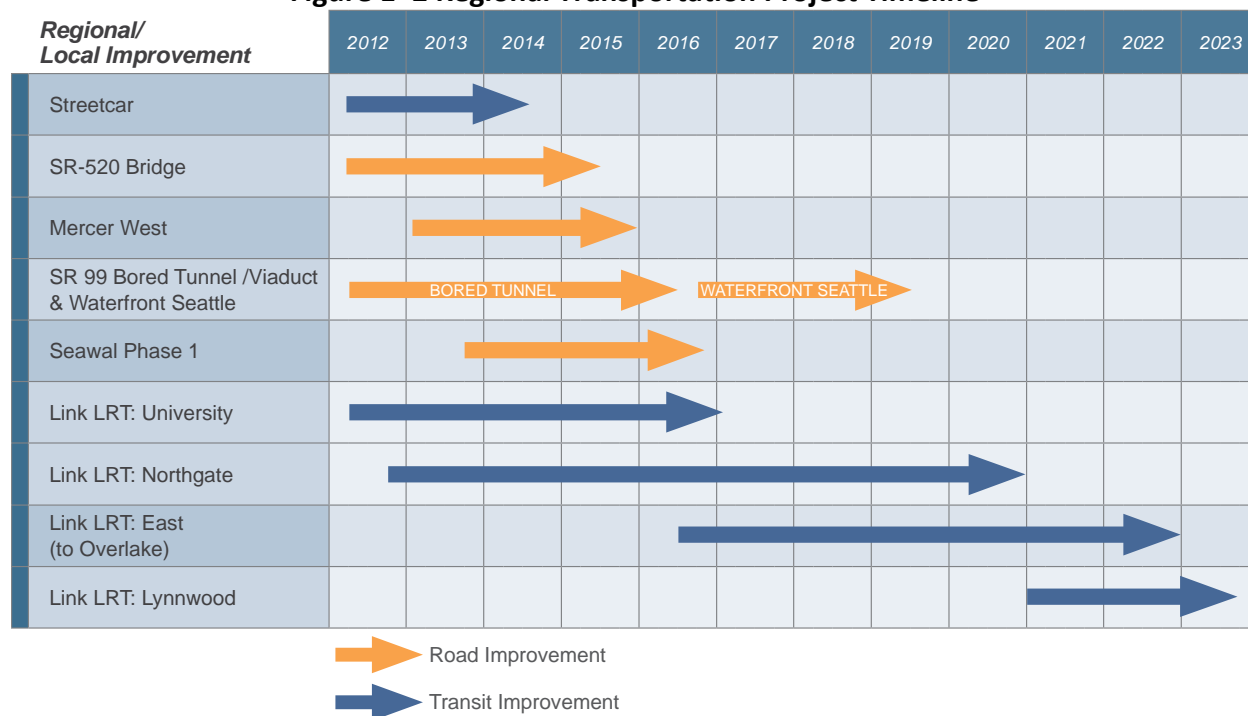 Regional/
Local Improvement
2012 2013 2014 2015 2016 2017 2018 2019 2020 2021 2022 2023
Streetcar
SR-520 Bridge
Mercer West
SR 99 Bored Tunnel /Viaduct
& Waterfront Seattle
BORED TUNNEL
WATERFRONT SEATTLE
Seawal Phase 1
Link LRT: University
Link LRT: Northgate
Link LRT: East
(to Overlake)
Link LRT: Lynnwood
Road Improvement
Transit Improvement